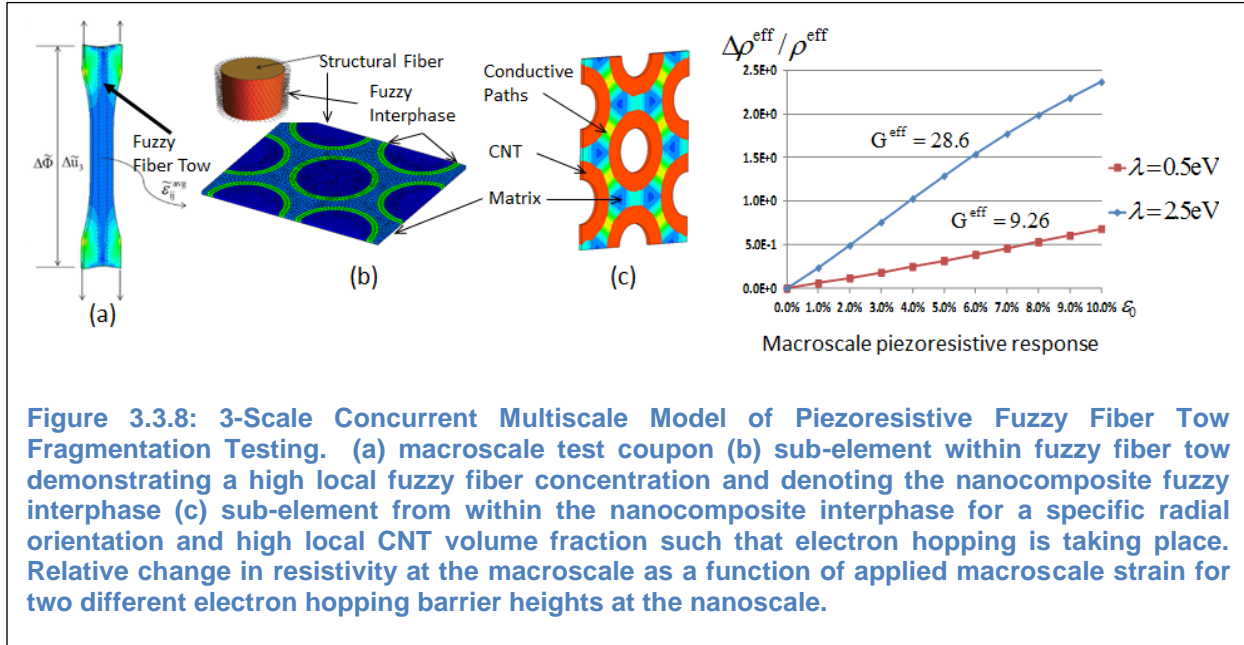 ΔΦ̃
Δũ₃
Fuzzy
Fiber Tow
ε̃ᵢⱼᵃᵛᵍ
(a)
Structural Fiber
Fuzzy
Interphase
(b)
Conductive
Paths
CNT
Matrix
(c)
Δρᵉᶠᶠ/ρᵉᶠᶠ
2.5E+0
2.0E+0
1.5E+0
1.0E+0
5.0E-1
0.0E+0
Gᵉᶠᶠ = 28.6
Gᵉᶠᶠ = 9.26
λ=0.5eV
λ=2.5eV
0.0% 1.0% 2.0% 3.0% 4.0% 5.0% 6.0% 7.0% 8.0% 9.0% 10.0% ε₀
Macroscale piezoresistive response
Figure 3.3.8: 3-Scale Concurrent Multiscale Model of Piezoresistive Fuzzy Fiber Tow
Fragmentation Testing. (a) macroscale test coupon (b) sub-element within fuzzy fiber tow
demonstrating a high local fuzzy fiber concentration and denoting the nanocomposite fuzzy
interphase (c) sub-element from within the nanocomposite interphase for a specific radial
orientation and high local CNT volume fraction such that electron hopping is taking place.
Relative change in resistivity at the macroscale as a function of applied macroscale strain for
two different electron hopping barrier heights at the nanoscale.